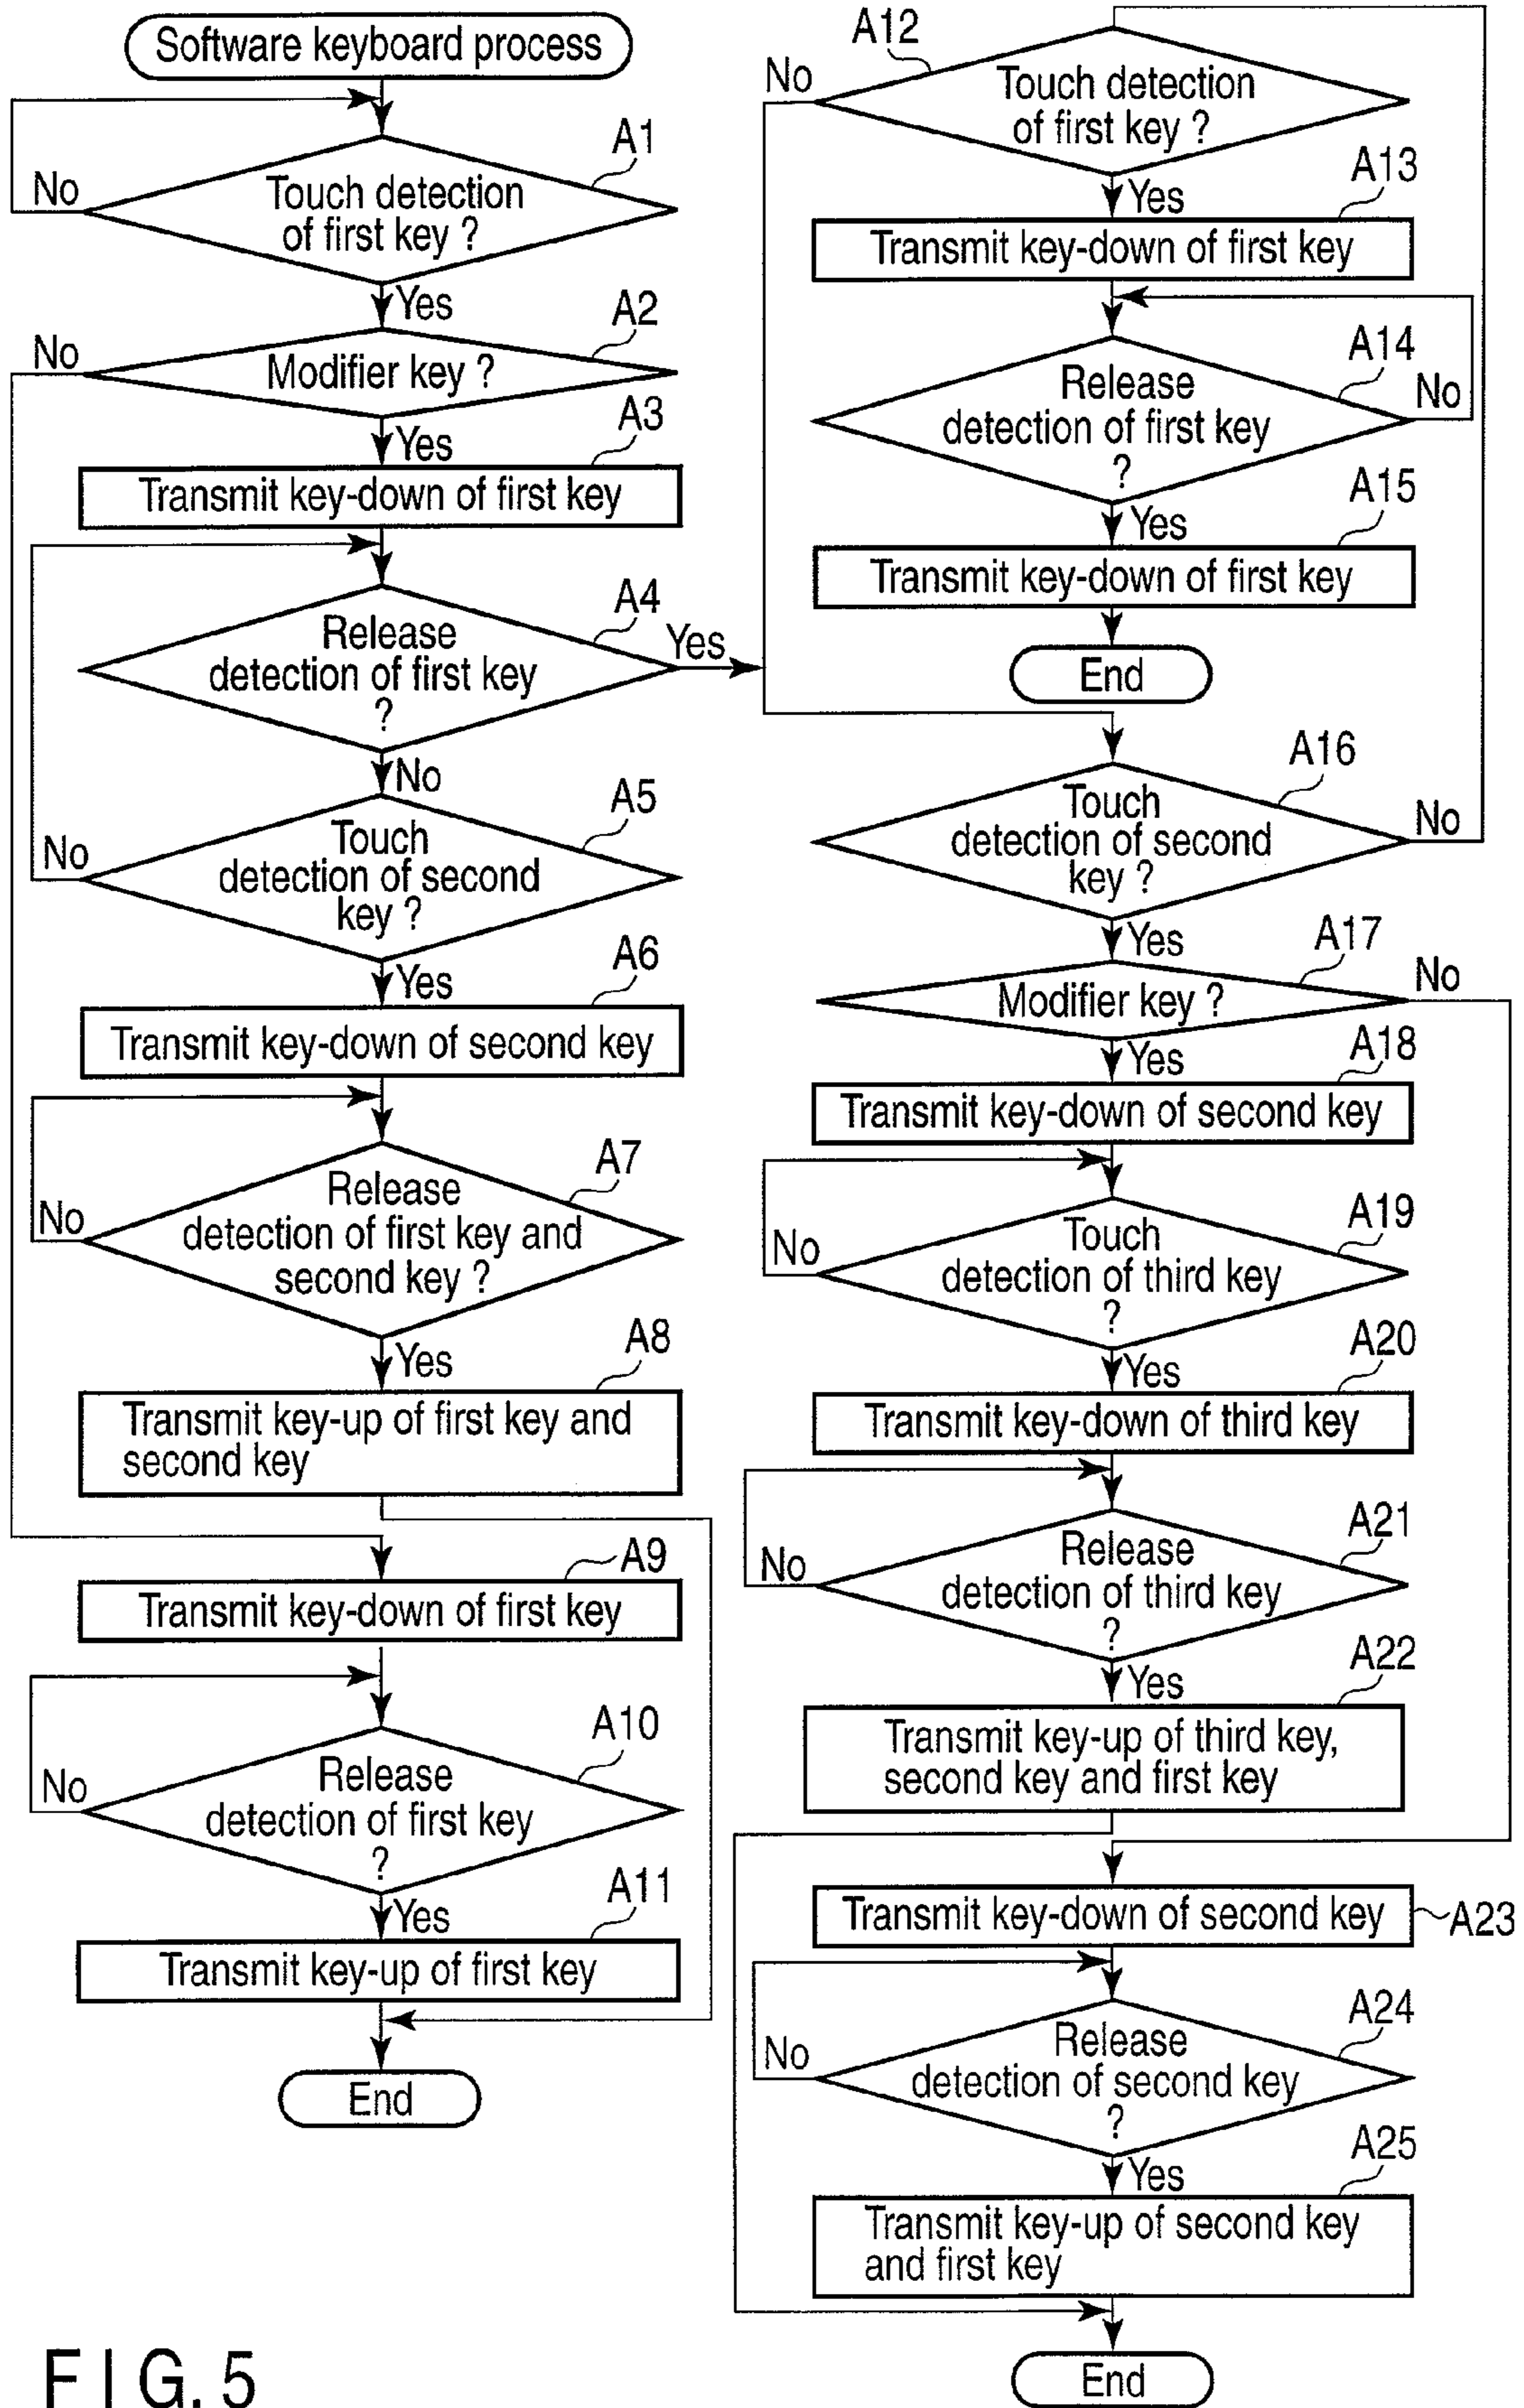 Software keyboard process
A1
No
Touch detection
of first key ?
Yes
A2
No
Modifier key ?
Yes
A3
Transmit key-down of first key
A4
Release
detection of first key
?
Yes
No
A5
Touch
detection of second
key ?
No
Yes
A6
Transmit key-down of second key
A7
Release
detection of first key and
second key ?
No
Yes
A8
Transmit key-up of first key and
second key
A9
Transmit key-down of first key
A10
Release
detection of first key
?
No
Yes
A11
Transmit key-up of first key
End
A12
No
Touch detection
of first key ?
Yes
A13
Transmit key-down of first key
A14
Release
detection of first key
?
No
Yes
A15
Transmit key-down of first key
End
A16
Touch
detection of second
key ?
No
Yes
A17
No
Modifier key ?
Yes
A18
Transmit key-down of second key
A19
Touch
detection of third key
?
No
Yes
A20
Transmit key-down of third key
A21
Release
detection of third key
?
No
Yes
A22
Transmit key-up of third key,
second key and first key
Transmit key-down of second key
A23
A24
Release
detection of second key
?
No
Yes
A25
Transmit key-up of second key
and first key
End
FIG. 5